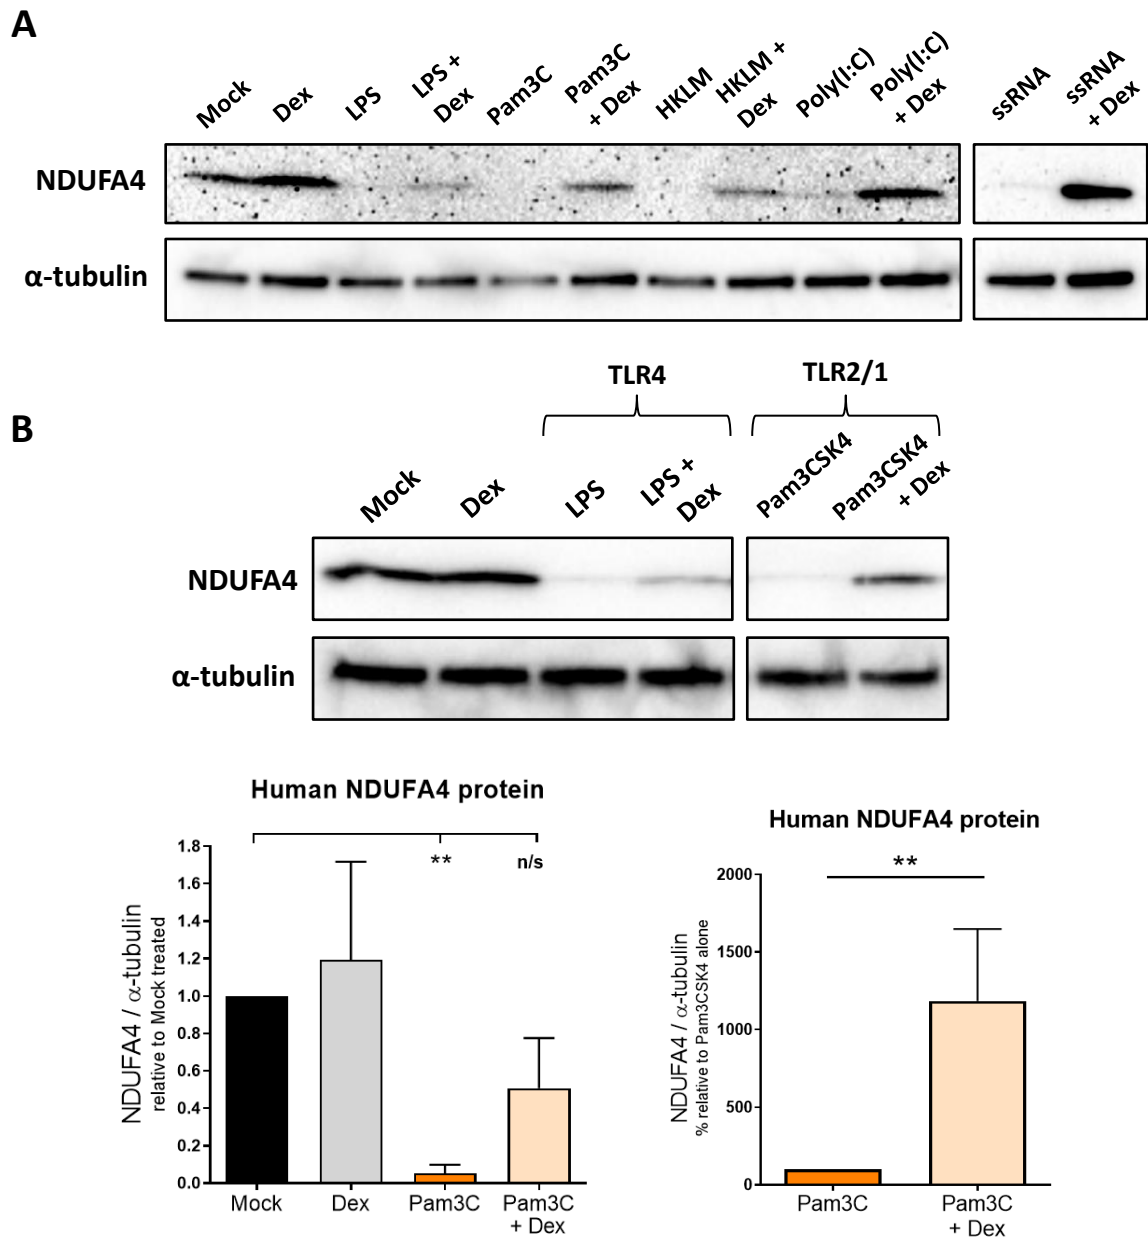 A
Mock
Dex
LPS
LPS +
Dex
Pam3C
Pam3C
+ Dex
HKLM
HKLM +
Dex
Poly(I:C)
Poly(I:C)
+ Dex
ssRNA
ssRNA
+ Dex
NDUFA4
α-tubulin
TLR4
TLR2/1
B
Mock
Dex
LPS
LPS +
Dex
Pam3CSK4
Pam3CSK4
+ Dex
NDUFA4
α-tubulin
Human NDUFA4 protein
NDUFA4 / α-tubulin
relative to Mock treated
1.8
1.6
1.4
1.2
1.0
0.8
0.6
0.4
0.2
0.0
**
n/s
Mock
Dex
Pam3C
Pam3C
+ Dex
Human NDUFA4 protein
NDUFA4 / α-tubulin
% relative to Pam3CSK4 alone
2000
1500
1000
500
0
**
Pam3C
Pam3C
+ Dex